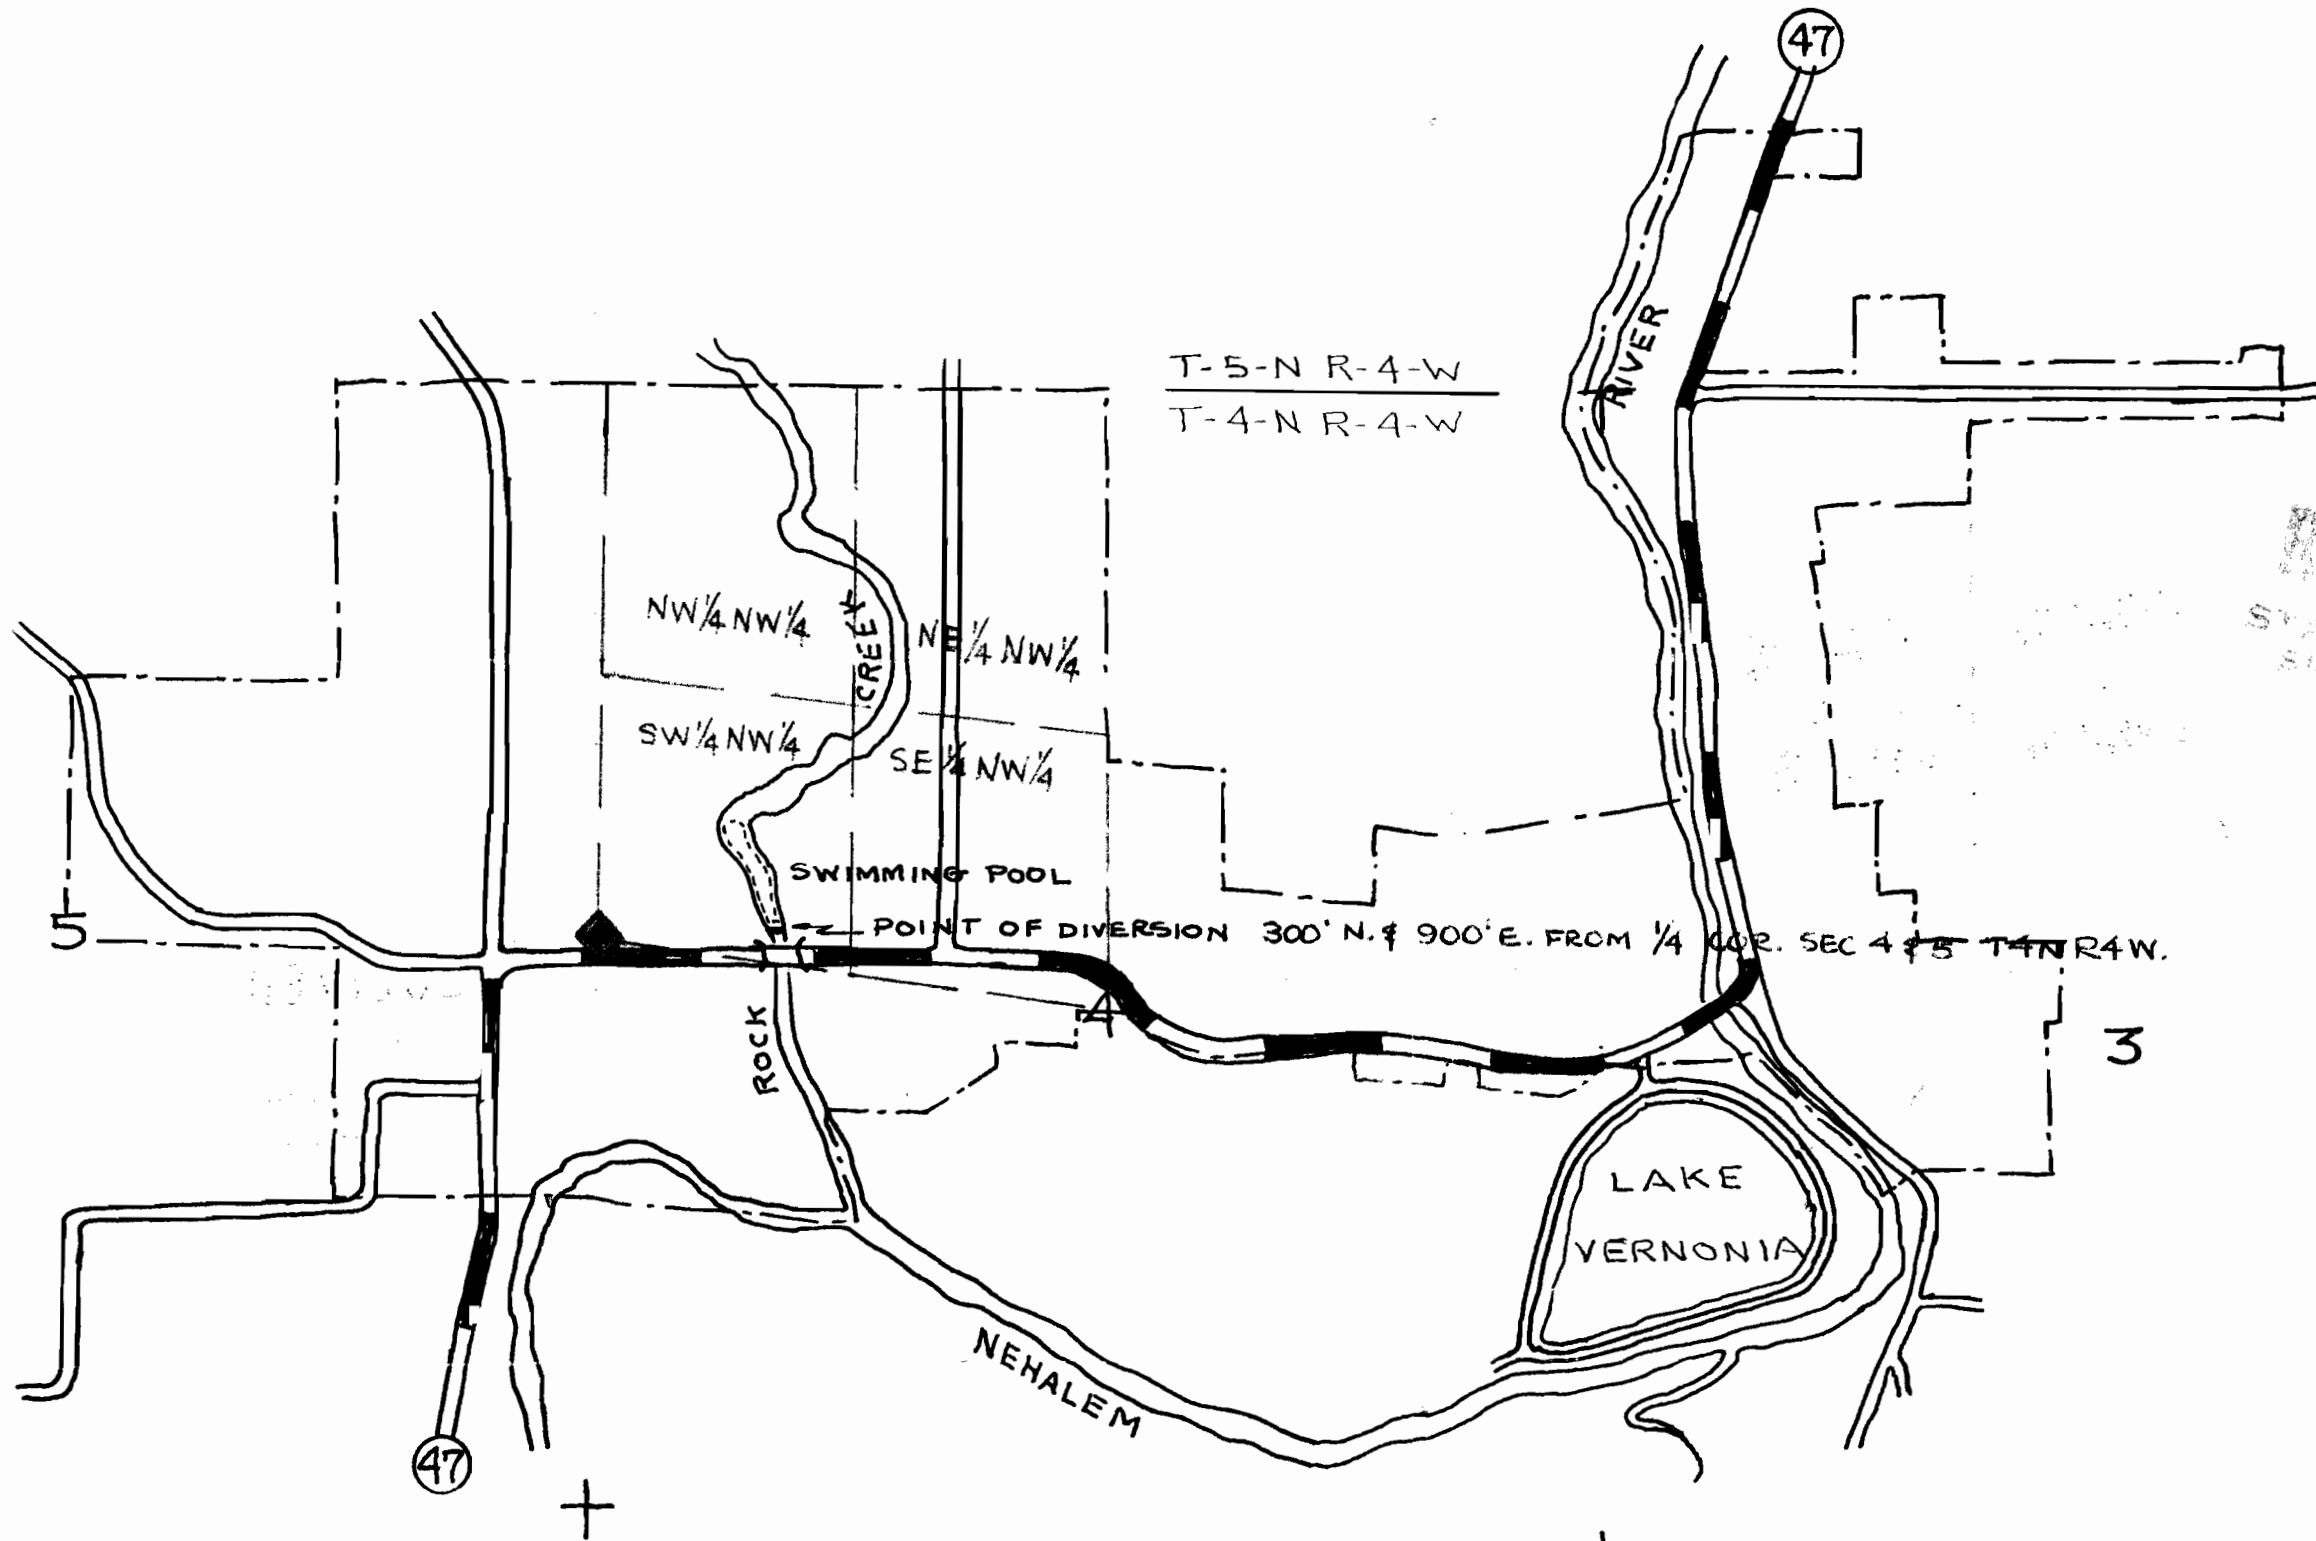 47
RIVER
T-5-N R-4-W
T-4-N R-4-W
NW¼ NW¼
CREEK
NE¼ NW¼
SW¼ NW¼
SE¼ NW¼
SWIMMING POOL
POINT OF DIVERSION 300' N. & 900' E. FROM ¼ COR. SEC 4 & 5 T4N R4W.
5
4
3
ROCK
LAKE
VERNONIA
NEHALEM
47